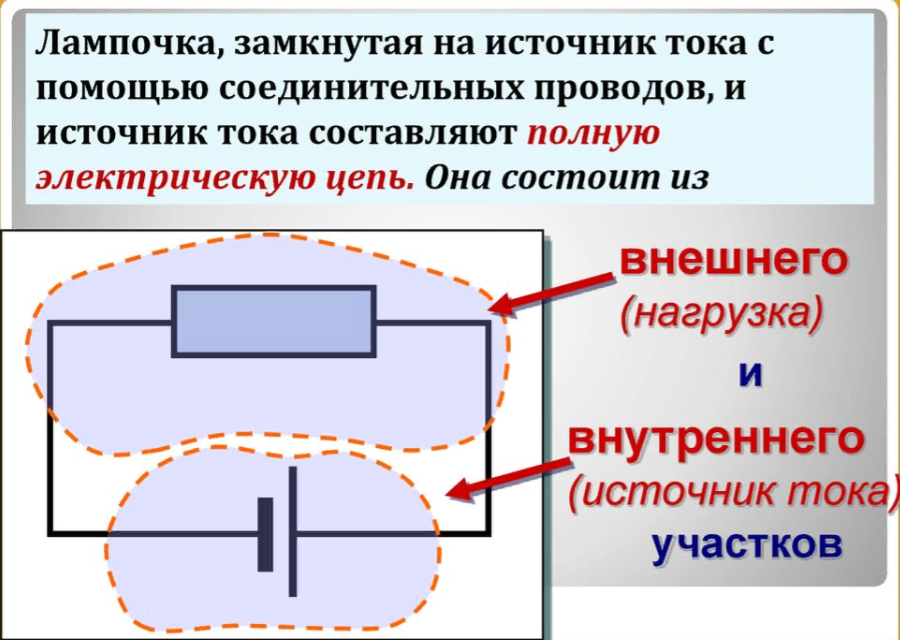 Лампочка, замкнутая на источник тока с
помощью соединительных проводов, и
источник тока составляют полную
электрическую цепь. Она состоит из
внешнего
(нагрузка)
и
внутреннего
(источник тока)
участков